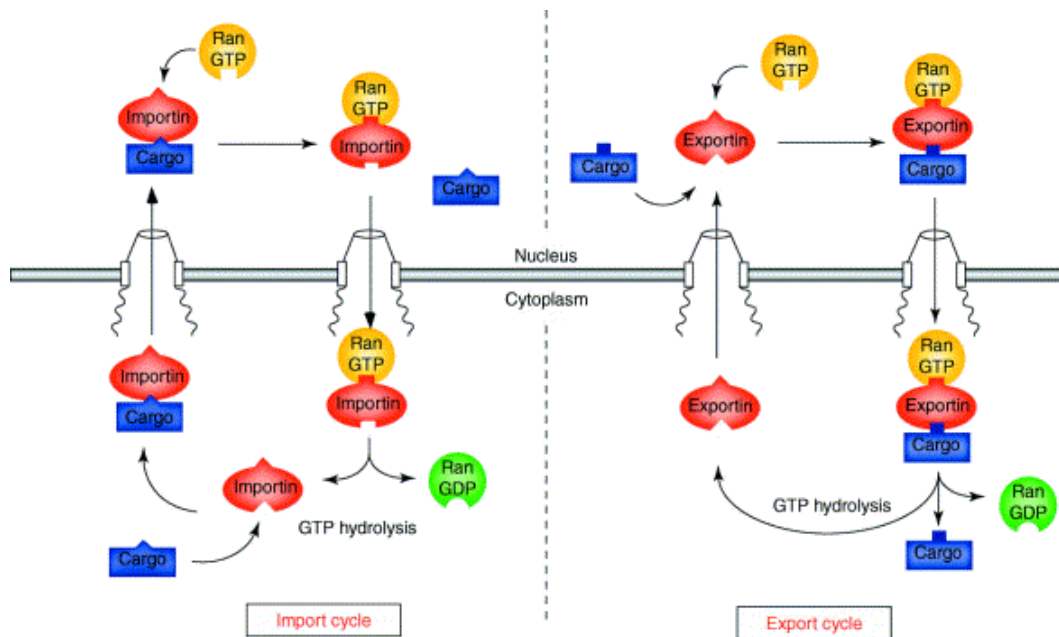 Ran
GTP
Importin
Cargo
Ran
GTP
Importin
Cargo
Ran
GTP
Importin
Ran
GDP
Importin
GTP hydrolysis
Cargo
Importin
Cargo
Import cycle
Nucleus
Cytoplasm
Ran
GTP
Exportin
Cargo
Ran
GTP
Exportin
Cargo
Ran
GTP
Exportin
Cargo
Exportin
GTP hydrolysis
Ran
GDP
Cargo
Export cycle